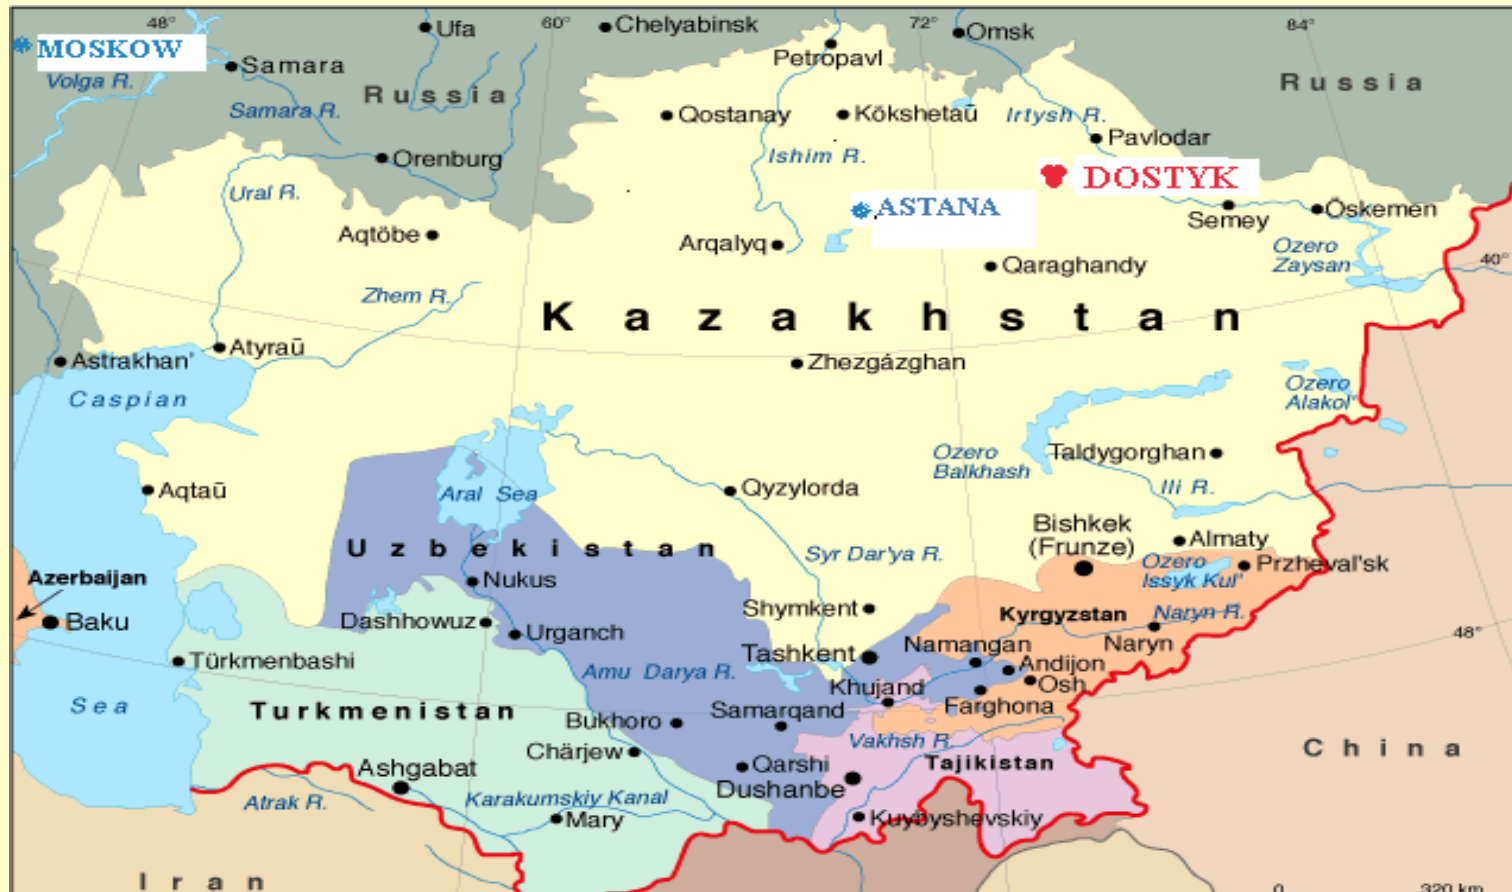 48°
60°
72°
84°
Ufa
Chelyabinsk
Omsk
MOSKOW
Petropavl
Samara
Volga R.
Russia
Russia
Samara R.
Qostanay
Kökshetaū
Irtysh R.
Pavlodar
Orenburg
Ishim R.
DOSTYK
Ural R.
ASTANA
Semey
Öskemen
Aqtöbe
Arqalyq
Ozero
Zaysan
40°
Qaraghandy
Zhem R.
Kazakhstan
Atyraū
Astrakhan'
Zhezgázghan
Caspian
Ozero
Alakol'
Ozero
Balkhash
Taldygorghan
Aqtaū
Aral Sea
Qyzylorda
Ili R.
Bishkek
(Frunze)
Almaty
Uzbekistan
Syr Dar'ya R.
Ozero
Issyk Kul'
Przheval'sk
Azerbaijan
Nukus
Baku
Dashhowuz
Urganch
Shymkent
Kyrgyzstan
Naryn R.
Naryn
48°
Türkmenbashi
Amu Darya R.
Tashkent
Namangan
Andijon
Osh
Khujand
Farghona
Sea
Turkmenistan
Bukhoro
Samarqand
Vakhsh R.
China
Chärjew
Ashgabat
Qarshi
Tajikistan
Dushanbe
Atrak R.
Karakumskiy Kanal
Mary
Kuybyshevskiy
Iran
0 320 km